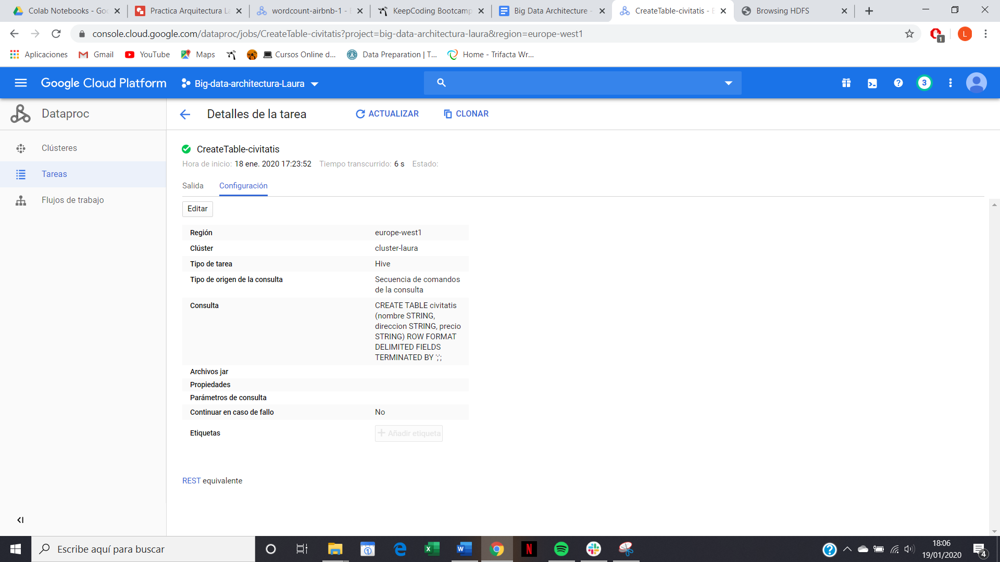 Colab Notebooks - Goo
Practica Arquitectura La
wordcount-airbnb-1 -
KeepCoding Bootcamp
Big Data Architecture -
CreateTable-civitatis -
Browsing HDFS
console.cloud.google.com/dataproc/jobs/CreateTable-civitatis?project=big-data-architectura-laura&region=europe-west1
1
L
Aplicaciones
Gmail
YouTube
Maps
Cursos Online d...
Data Preparation | T...
Home - Trifacta Wr...
Google Cloud Platform
Big-data-architectura-Laura
3
Dataproc
Detalles de la tarea
ACTUALIZAR
CLONAR
Clústeres
Tareas
Flujos de trabajo
CreateTable-civitatis
Hora de inicio: 18 ene. 2020 17:23:52 Tiempo transcurrido: 6 s Estado:
Salida
Configuración
Editar
Región europe-west1
Clúster cluster-laura
Tipo de tarea Hive
Tipo de origen de la consulta Secuencia de comandos
de la consulta
Consulta CREATE TABLE civitatis
(nombre STRING,
direccion STRING, precio
STRING) ROW FORMAT
DELIMITED FIELDS
TERMINATED BY ';';
Archivos jar
Propiedades
Parámetros de consulta
Continuar en caso de fallo No
Etiquetas Añadir etiqueta
REST equivalente
Escribe aquí para buscar
18:06
19/01/2020
4